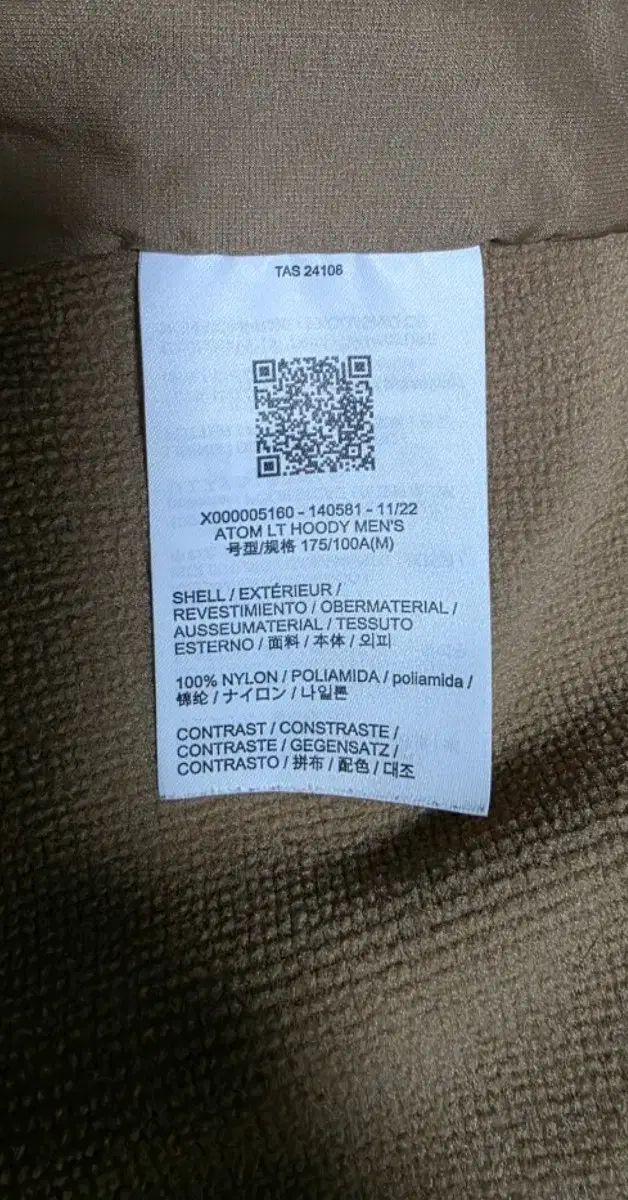 TAS 24108
X000005160 - 140581 - 11/22
ATOM LT HOODY MEN'S
号型/规格 175/100A(M)
SHELL / EXTÉRIEUR /
REVESTIMIENTO / OBERMATERIAL /
AUSSEUMATERIAL / TESSUTO
ESTERNO / 面料 / 本体 / 외피
100% NYLON / POLIAMIDA / poliamida /
锦纶 / ナイロン / 나일론
CONTRAST / CONSTRASTE /
CONTRASTE / GEGENSATZ /
CONTRASTO / 拼布 / 配色 / 대조